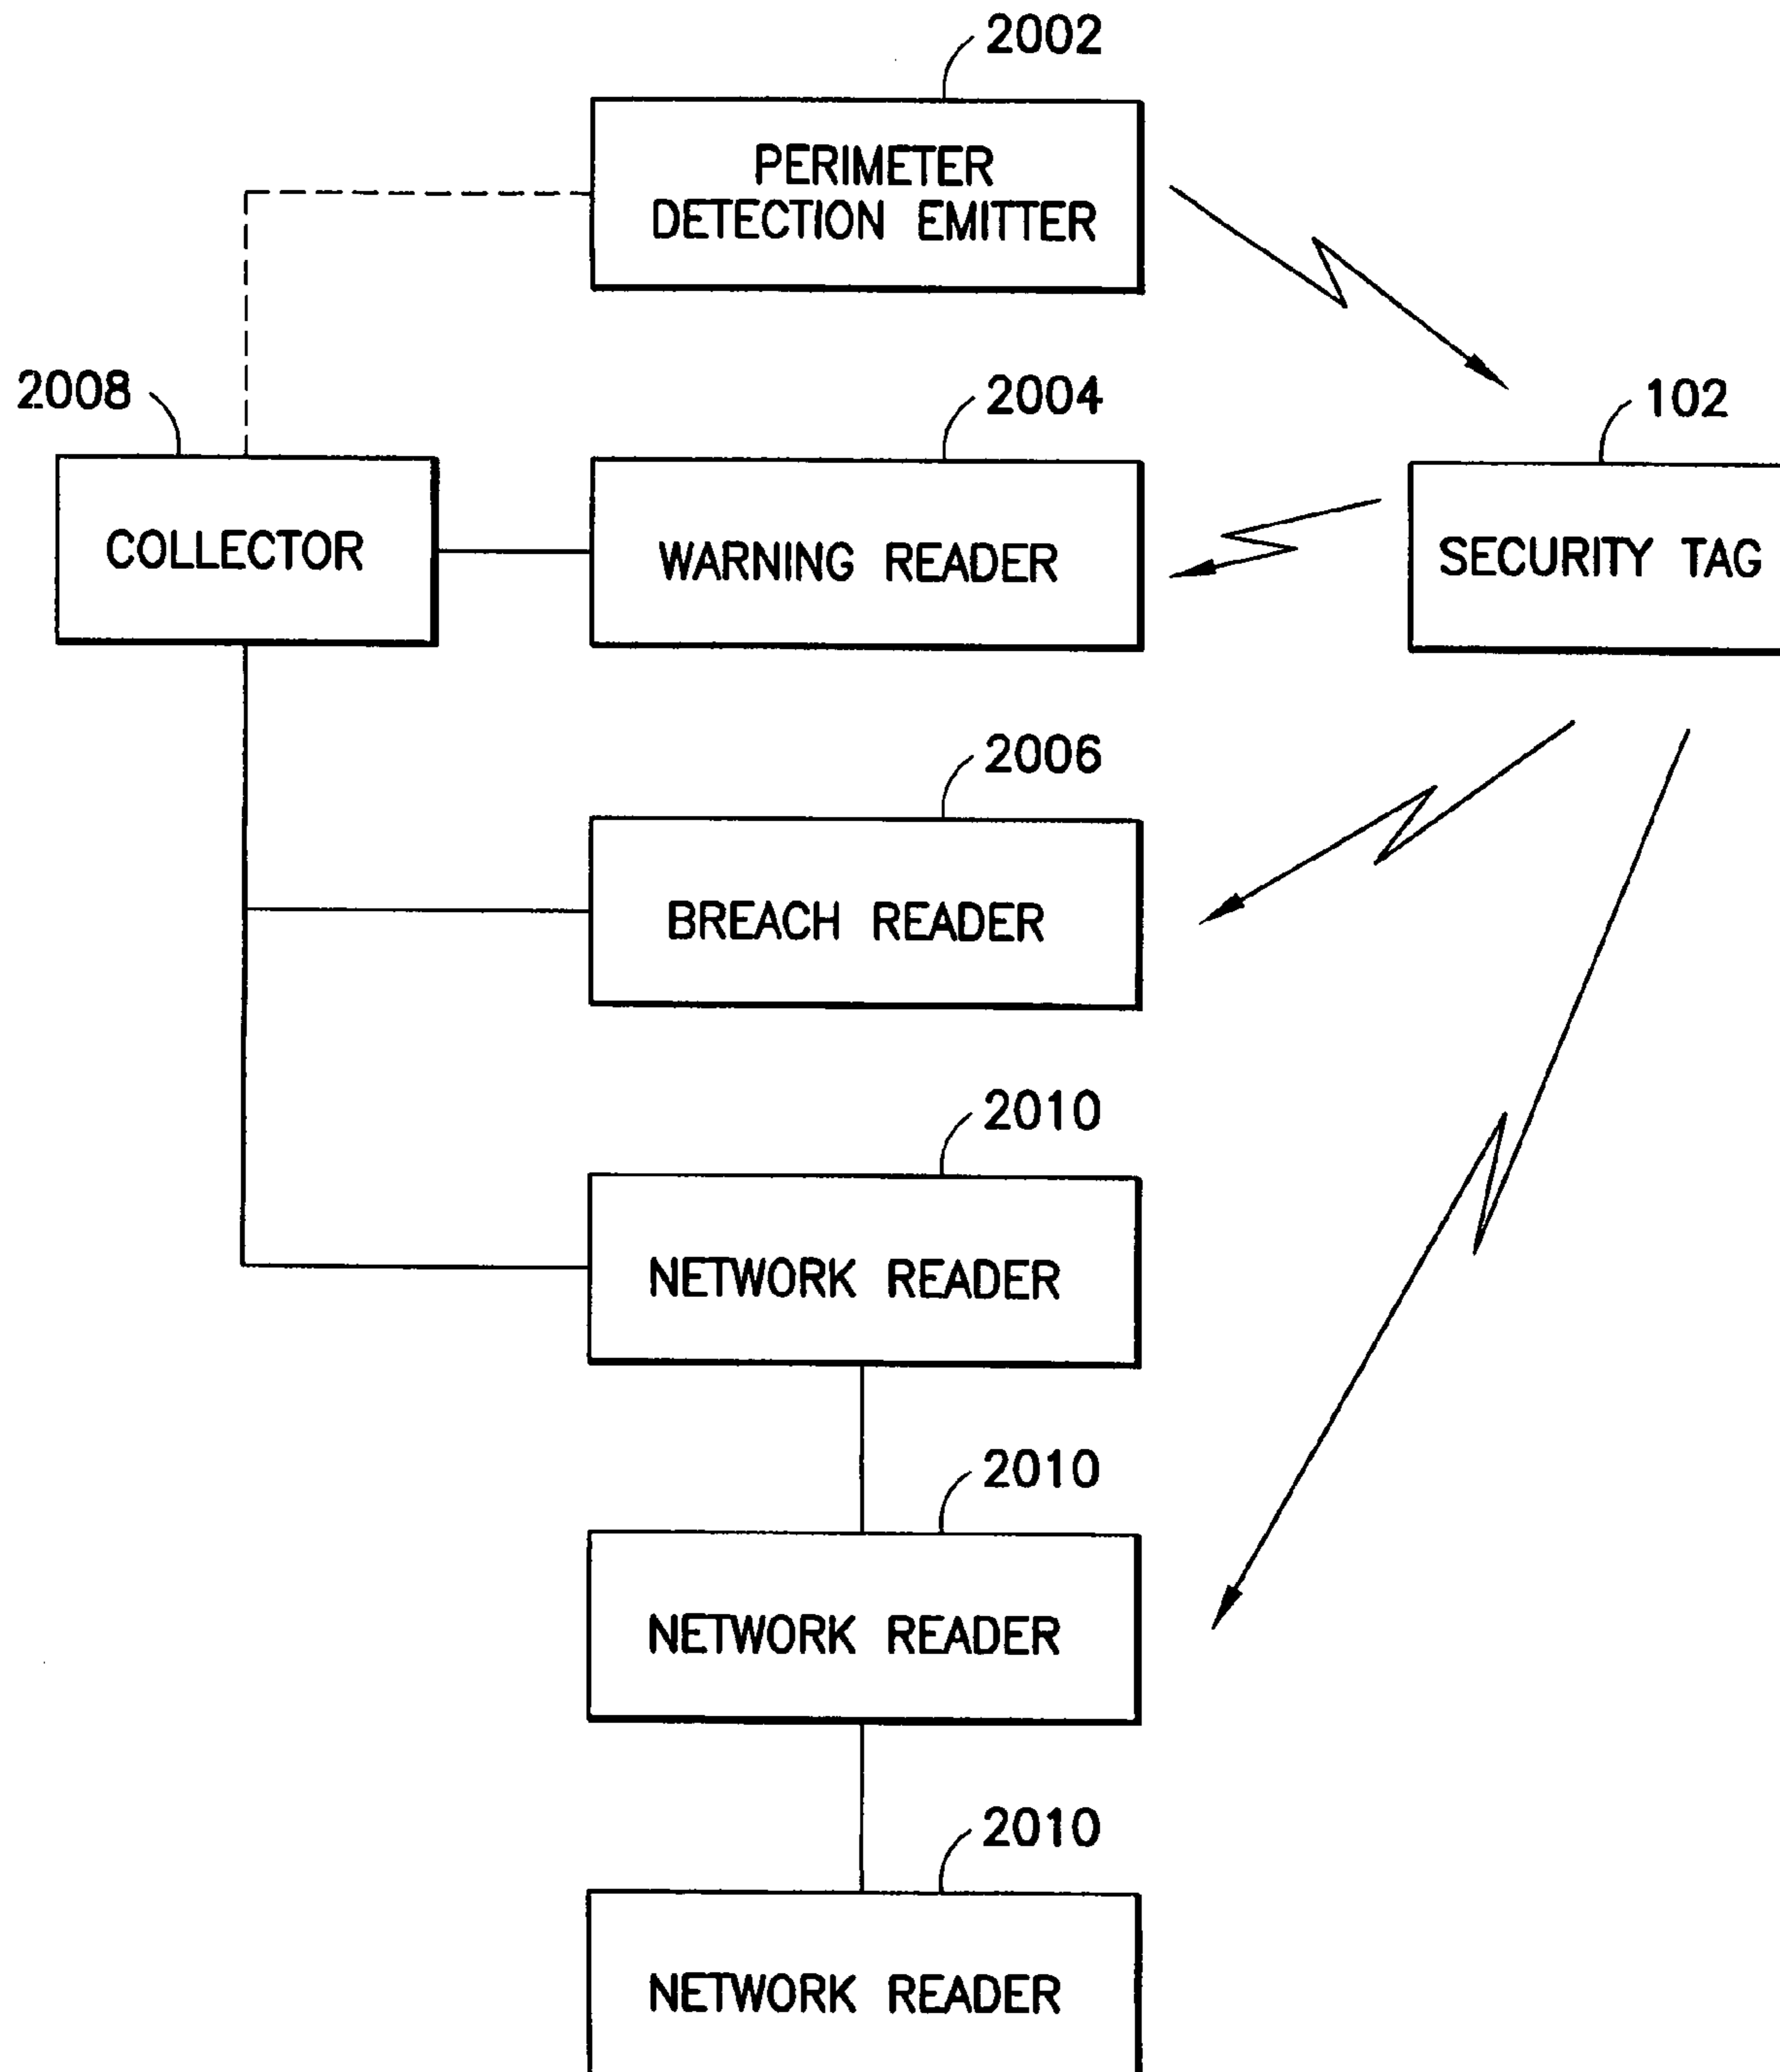 2002
PERIMETER
DETECTION EMITTER
2008
2004
102
COLLECTOR
WARNING READER
SECURITY TAG
2006
BREACH READER
2010
NETWORK READER
2010
NETWORK READER
2010
NETWORK READER